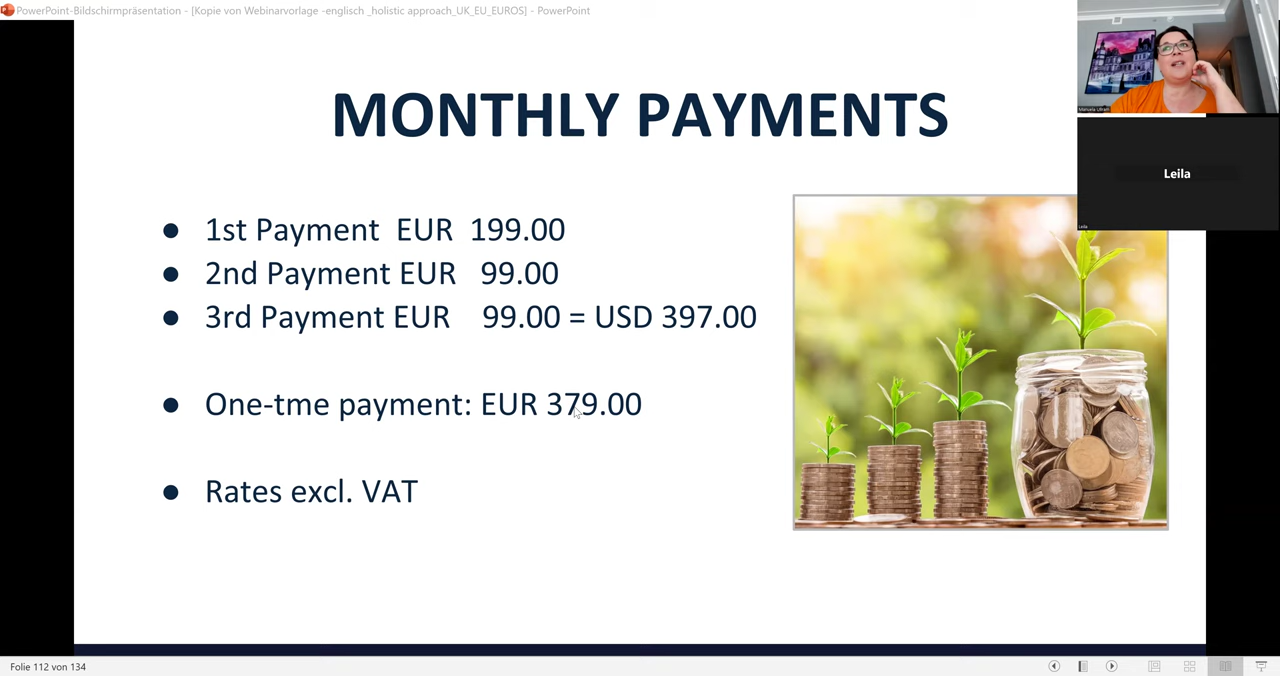 PowerPoint-Bildschirmpräsentation - [Kopie von Webinarvorlage -englisch _holistic approach_UK_EU_EUROS] - PowerPoint
MONTHLY PAYMENTS
● 1st Payment EUR 199.00
● 2nd Payment EUR 99.00
● 3rd Payment EUR 99.00 = USD 397.00
● One-tme payment: EUR 379.00
● Rates excl. VAT
Manuela
Leila
Leila
Folie 112 von 134